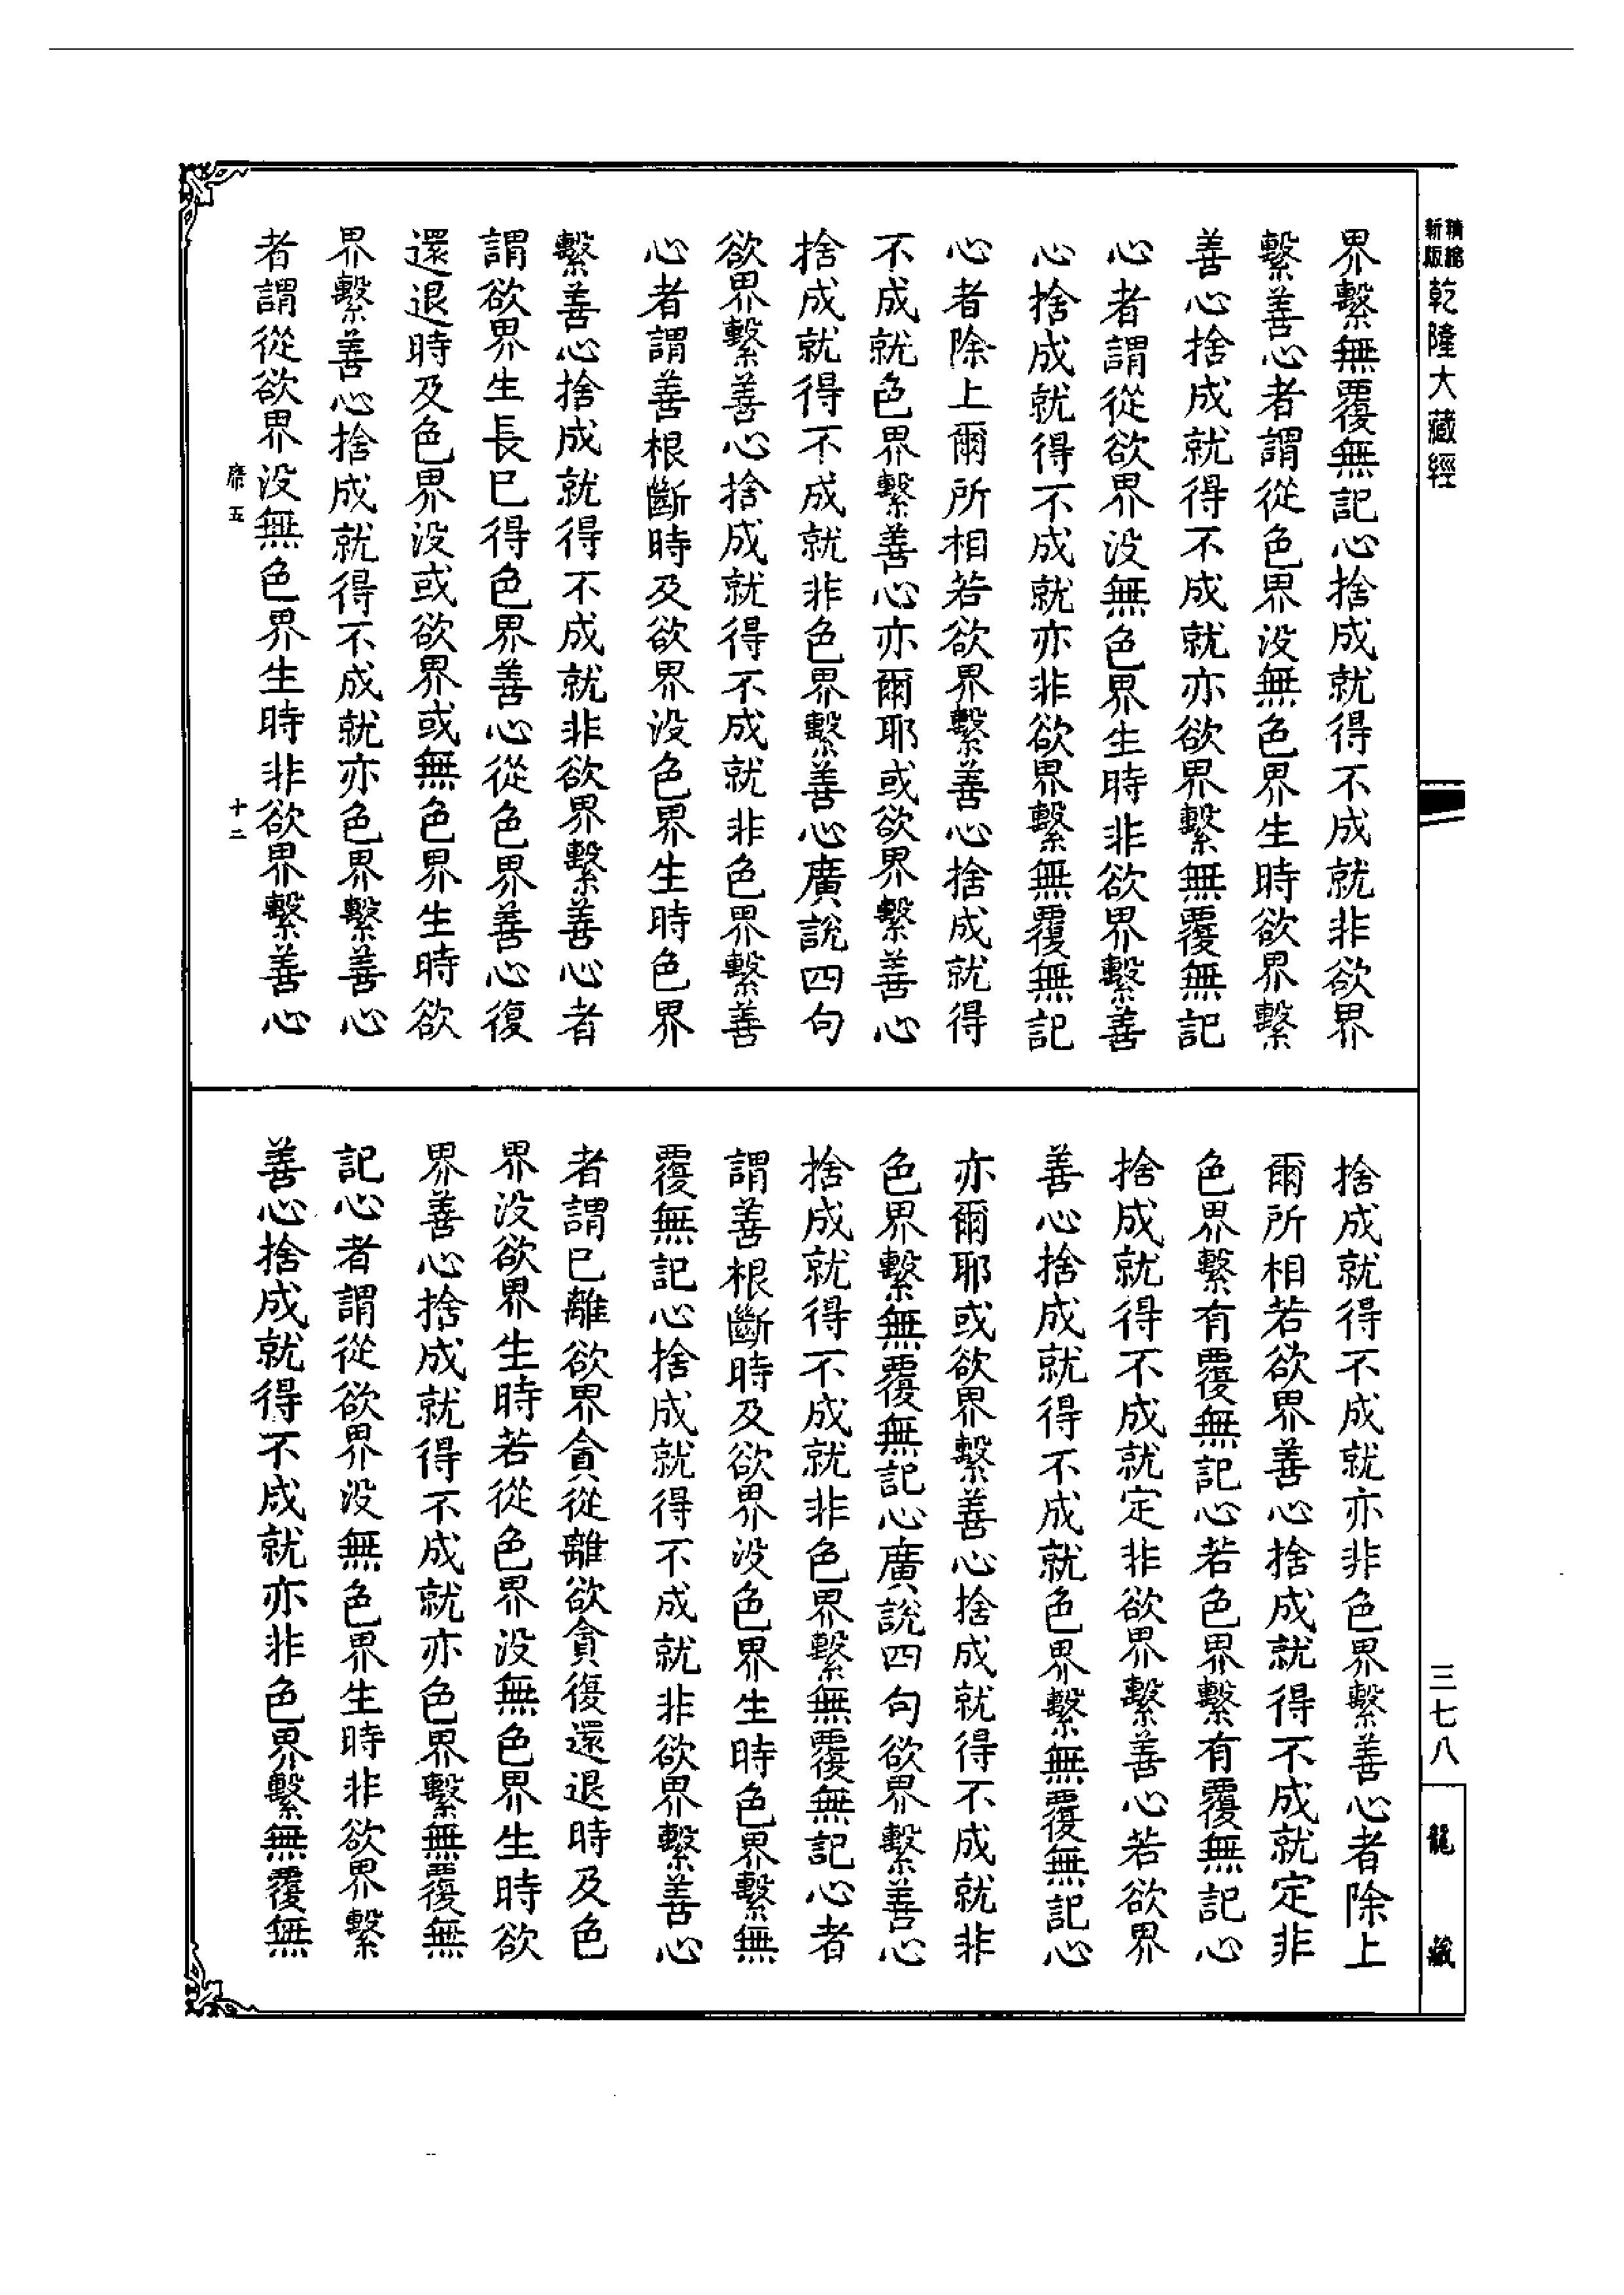 精縮新版乾隆大藏經
界繫無覆無記心捨成就得不成就非欲界
繫善心者謂從色界没無色界生時欲界繫
善心捨成就得不成就亦欲界繫無覆無記
心者謂從欲界没無色界生時非欲界繫善
心捨成就得不成就亦非欲界繫無覆無記
心者除上爾所相若欲界繫善心捨成就得
不成就色界繫善心亦爾耶或欲界繫善心
捨成就得不成就非色界繫善心廣說四句
欲界繫善心捨成就得不成就非色界繫善
心者謂善根斷時及欲界没色界生時色界
繫善心捨成就得不成就非欲界繫善心者
謂欲界生長已得色界善心從色界善心復
還退時及色界没或欲界或無色界生時欲
界繫善心捨成就得不成就亦色界繫善心
者謂從欲界没無色界生時非欲界繫善心
席五
十二
捨成就得不成就亦非色界繫善心者除上
爾所相若欲界善心捨成就得不成就定非
色界繫有覆無記心若色界繫有覆無記心
捨成就得不成就定非欲界繫善心若欲界
善心捨成就得不成就色界繫無覆無記心
亦爾耶或欲界繫善心捨成就得不成就非
色界繫無覆無記心廣說四句欲界繫善心
捨成就得不成就非色界繫無覆無記心者
謂善根斷時及欲界没色界生時色界繫無
覆無記心捨成就得不成就非欲界繫善心
者謂已離欲界貪從離欲貪復還退時及色
界没欲界生時若從色界没無色界生時欲
界善心捨成就得不成就亦色界繫無覆無
記心者謂從欲界没無色界生時非欲界繫
善心捨成就得不成就亦非色界繫無覆無
三七八
龍藏